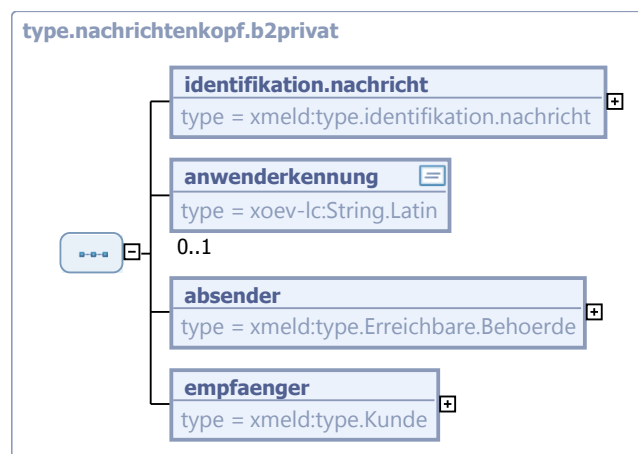 type.nachrichtenkopf.b2privat
identifikation.nachricht
type = xmeld:type.identifikation.nachricht
anwenderkennung
type = xoev-lc:String.Latin
0..1
absender
type = xmeld:type.Erreichbare.Behoerde
empfaenger
type = xmeld:type.Kunde